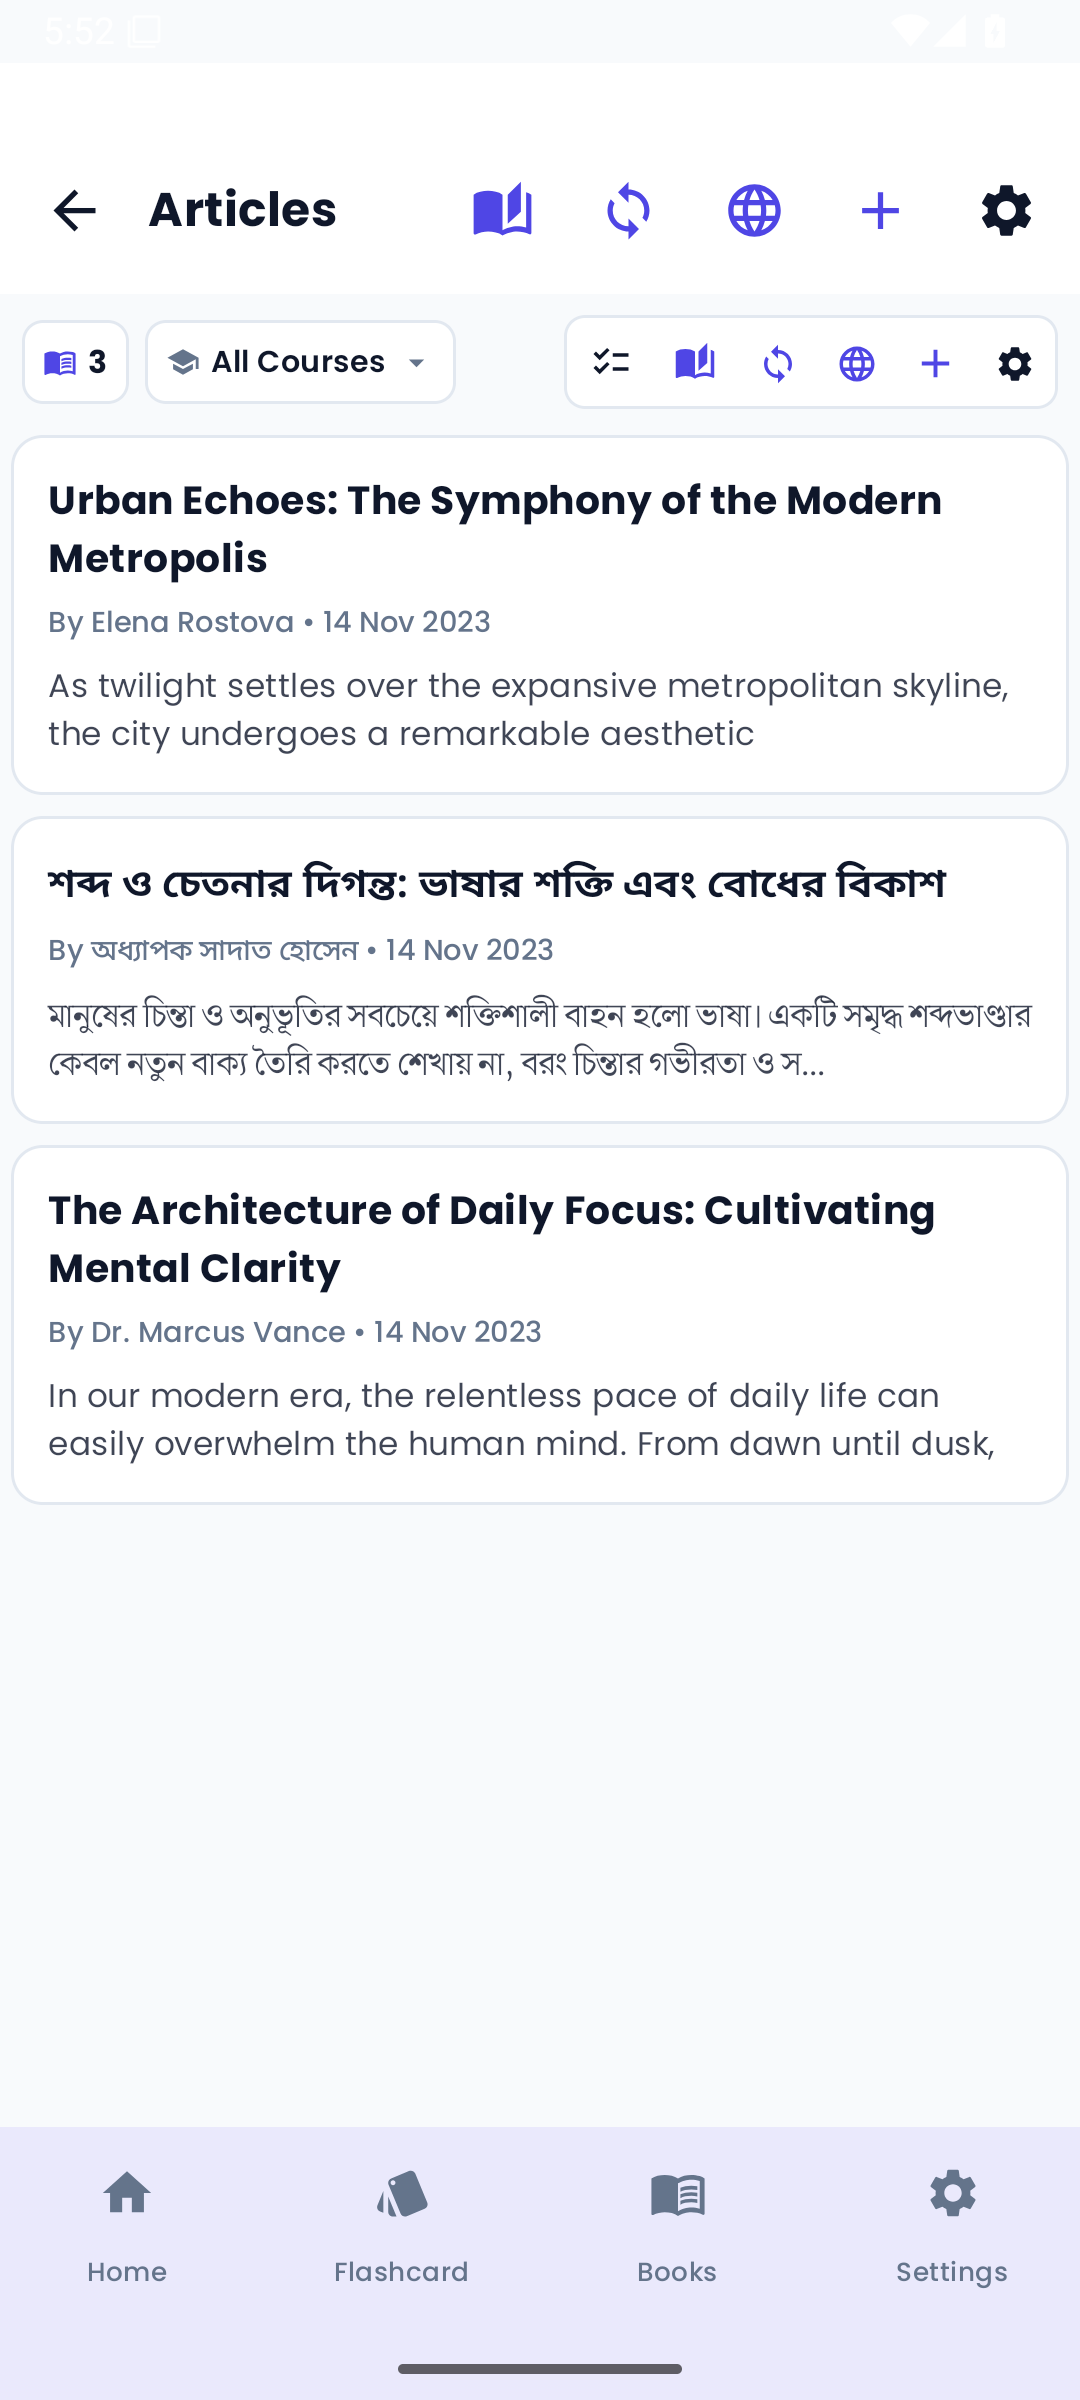 5:52
Articles
3
All Courses
Urban Echoes: The Symphony of the Modern
Metropolis
By Elena Rostova • 14 Nov 2023
As twilight settles over the expansive metropolitan skyline,
the city undergoes a remarkable aesthetic
শব্দ ও চেতনার দিগন্ত: ভাষার শক্তি এবং বোধের বিকাশ
By অধ্যাপক সাদাত হোসেন • 14 Nov 2023
মানুষের চিন্তা ও অনুভূতির সবচেয়ে শক্তিশালী বাহন হলো ভাষা। একটি সমৃদ্ধ শব্দভাণ্ডার
কেবল নতুন বাক্য তৈরি করতে শেখায় না, বরং চিন্তার গভীরতা ও স...
The Architecture of Daily Focus: Cultivating
Mental Clarity
By Dr. Marcus Vance • 14 Nov 2023
In our modern era, the relentless pace of daily life can
easily overwhelm the human mind. From dawn until dusk,
Home
Flashcard
Books
Settings